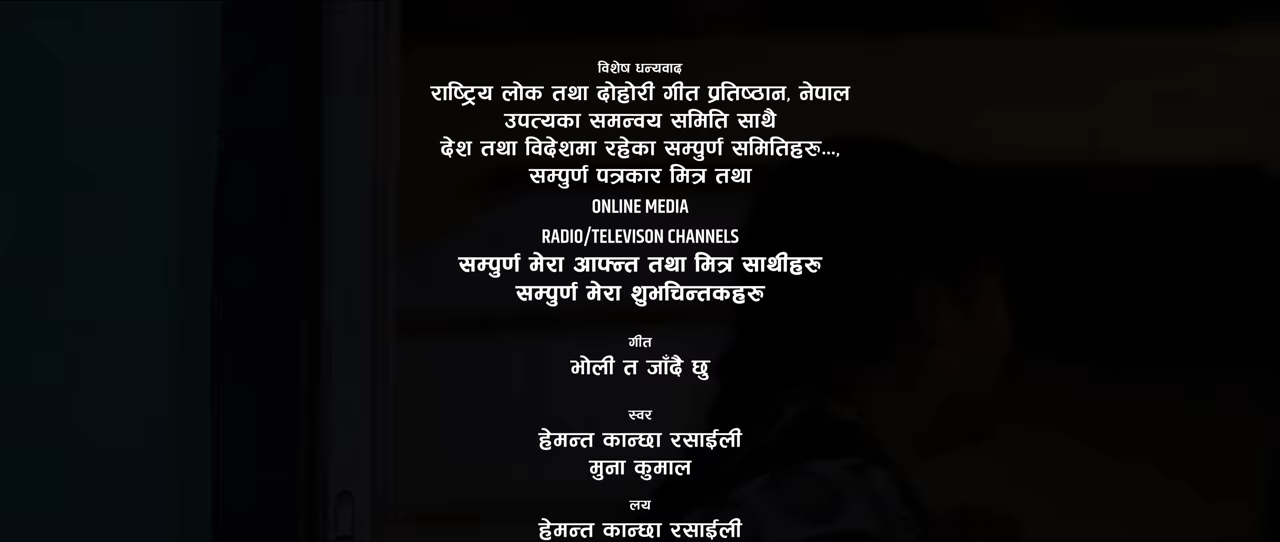 विशेष धन्यवाद
राष्ट्रिय लोक तथा दोहोरी गीत प्रतिष्ठान, नेपाल
उपत्यका समन्वय समिति साथै
देश तथा विदेशमा रहेका सम्पुर्ण समितिहरू...,
सम्पुर्ण पत्रकार मित्र तथा
ONLINE MEDIA
RADIO/TELEVISON CHANNELS
सम्पुर्ण मेरा आफ्न्त तथा मित्र साथीहरू
सम्पुर्ण मेरा शुभचिन्तकहरू
गीत
भोली त जाँदै छु
स्वर
हेमन्त कान्छा रसाईली
मुना कुमाल
लय
हेमन्त कान्छा रसाईली